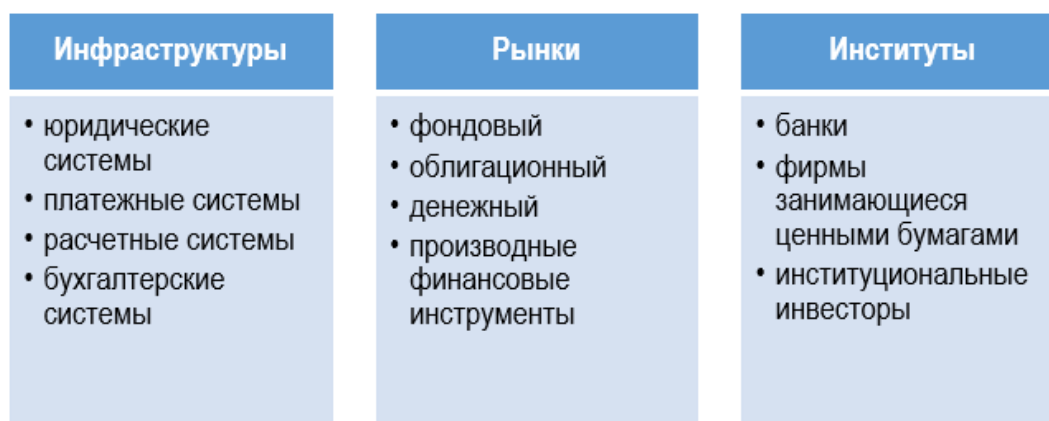 Инфраструктуры
• юридические
системы
• платежные системы
• расчетные системы
• бухгалтерские
системы
Рынки
• фондовый
• облигационный
• денежный
• производные
финансовые
инструменты
Институты
• банки
• фирмы
занимающиеся
ценными бумагами
• институциональные
инвесторы